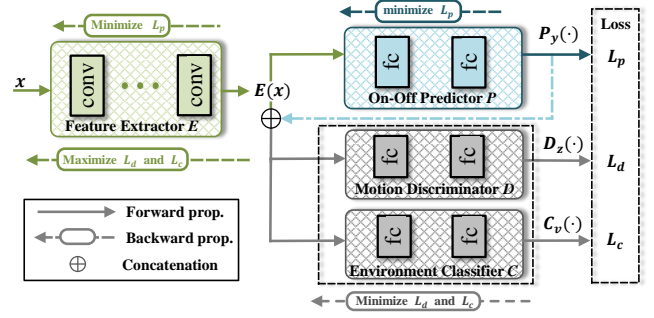 Minimize L_p
x
conv
conv
Feature Extractor E
E(x)
Maximize L_d and L_c
minimize L_p
fc
fc
On-Off Predictor P
P_y(·)
fc
fc
Motion Discriminator D
D_z(·)
fc
fc
Environment Classifier C
C_v(·)
Minimize L_d and L_c
Loss
L_p
L_d
L_c
Forward prop.
Backward prop.
Concatenation